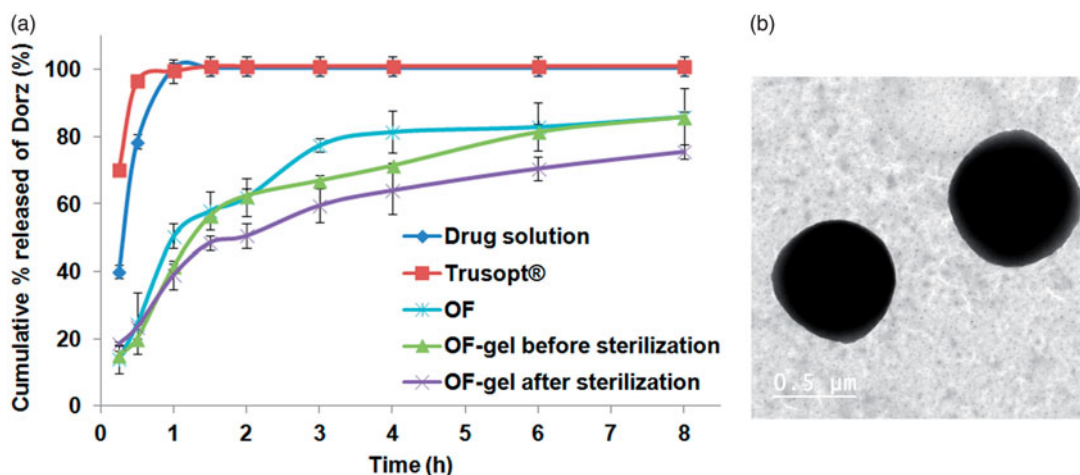 (a)
Cumulative % released of Dorz (%)
100
80
60
40
20
0
0 1 2 3 4 5 6 7 8
Time (h)
Drug solution
Trusopt®
OF
OF-gel before sterilization
OF-gel after sterilization
(b)
0.5 µm